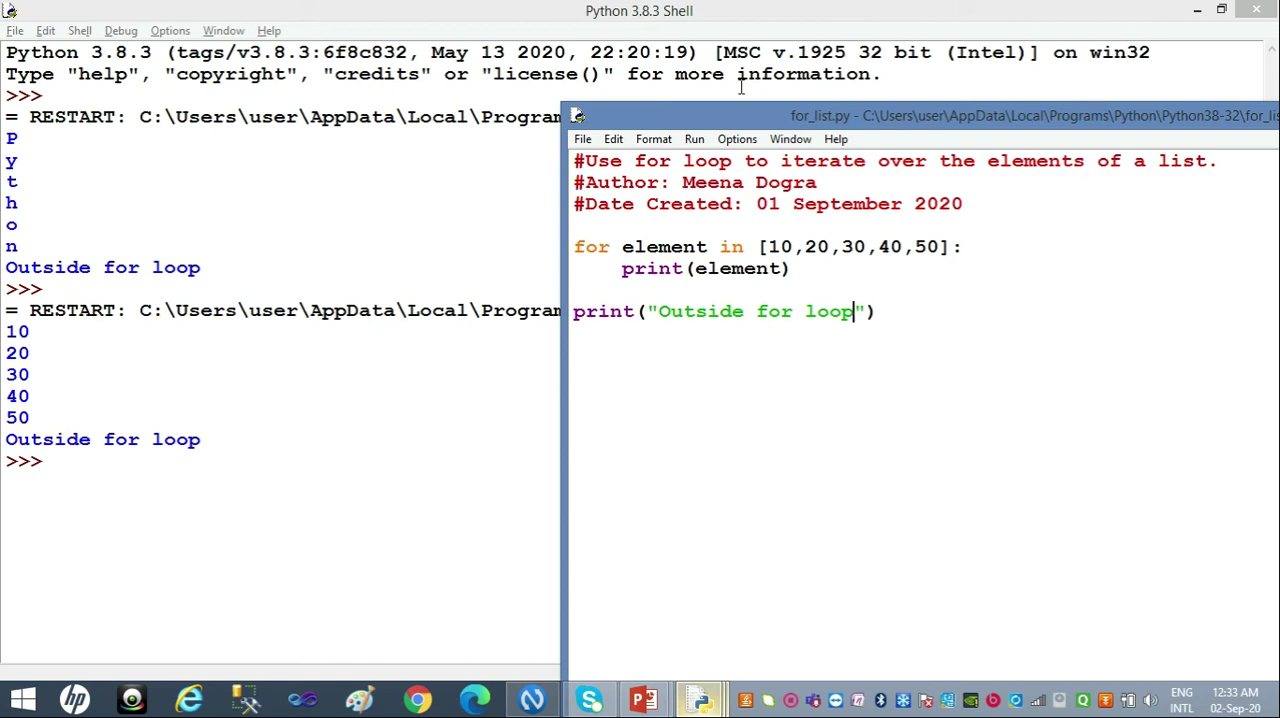 Python 3.8.3 Shell
File Edit Shell Debug Options Window Help
Python 3.8.3 (tags/v3.8.3:6f8c832, May 13 2020, 22:20:19) [MSC v.1925 32 bit (Intel)] on win32
Type "help", "copyright", "credits" or "license()" for more information.
>>>
= RESTART: C:\Users\user\AppData\Local\Program
P
y
t
h
o
n
Outside for loop
>>>
= RESTART: C:\Users\user\AppData\Local\Program
10
20
30
40
50
Outside for loop
>>>
for_list.py - C:\Users\user\AppData\Local\Programs\Python\Python38-32\for_lis
File Edit Format Run Options Window Help
#Use for loop to iterate over the elements of a list.
#Author: Meena Dogra
#Date Created: 01 September 2020
for element in [10,20,30,40,50]:
    print(element)
print("Outside for loop")
ENG
INTL
12:33 AM
02-Sep-20